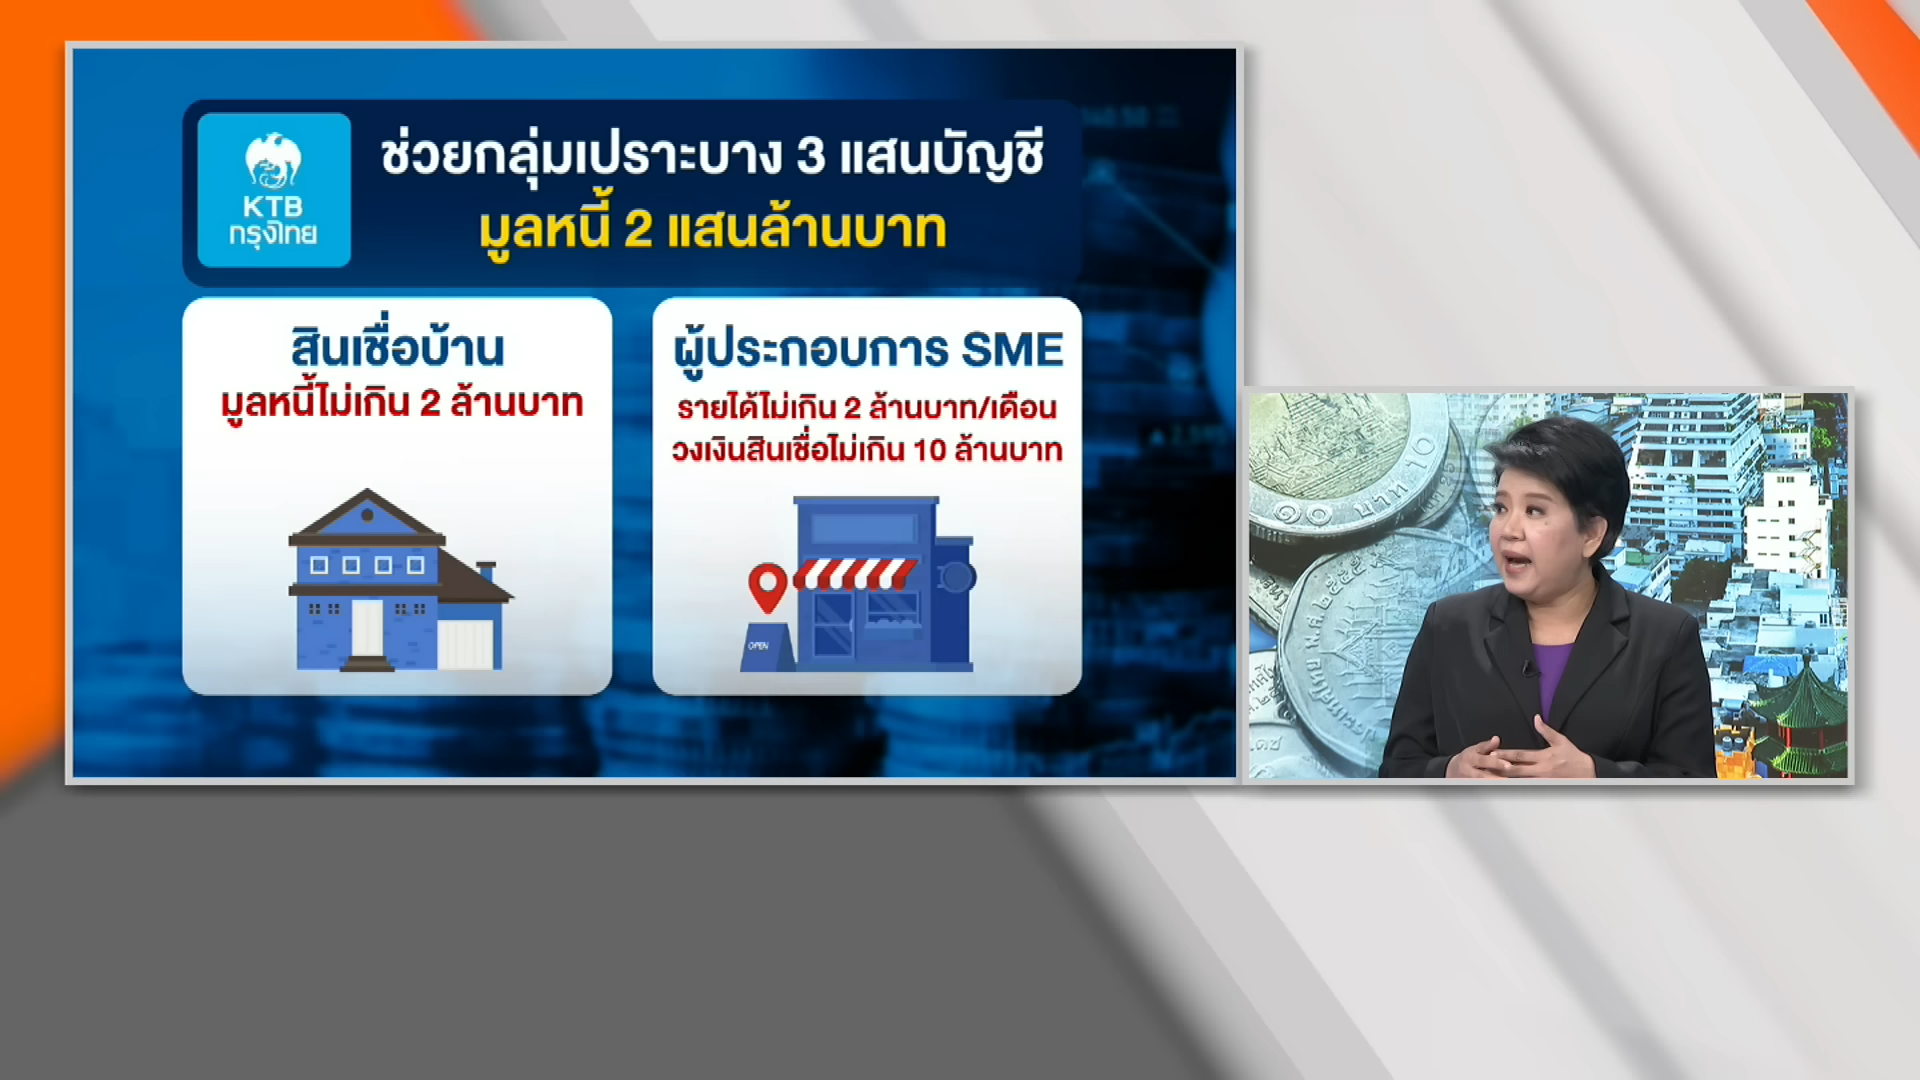 KTB
กรุงไทย
ช่วยกลุ่มเปราะบาง 3 แสนบัญชี
มูลหนี้ 2 แสนล้านบาท
สินเชื่อบ้าน
มูลหนี้ไม่เกิน 2 ล้านบาท
ผู้ประกอบการ SME
รายได้ไม่เกิน 2 ล้านบาท/เดือน
วงเงินสินเชื่อไม่เกิน 10 ล้านบาท
OPEN
๑๐ บาท 10